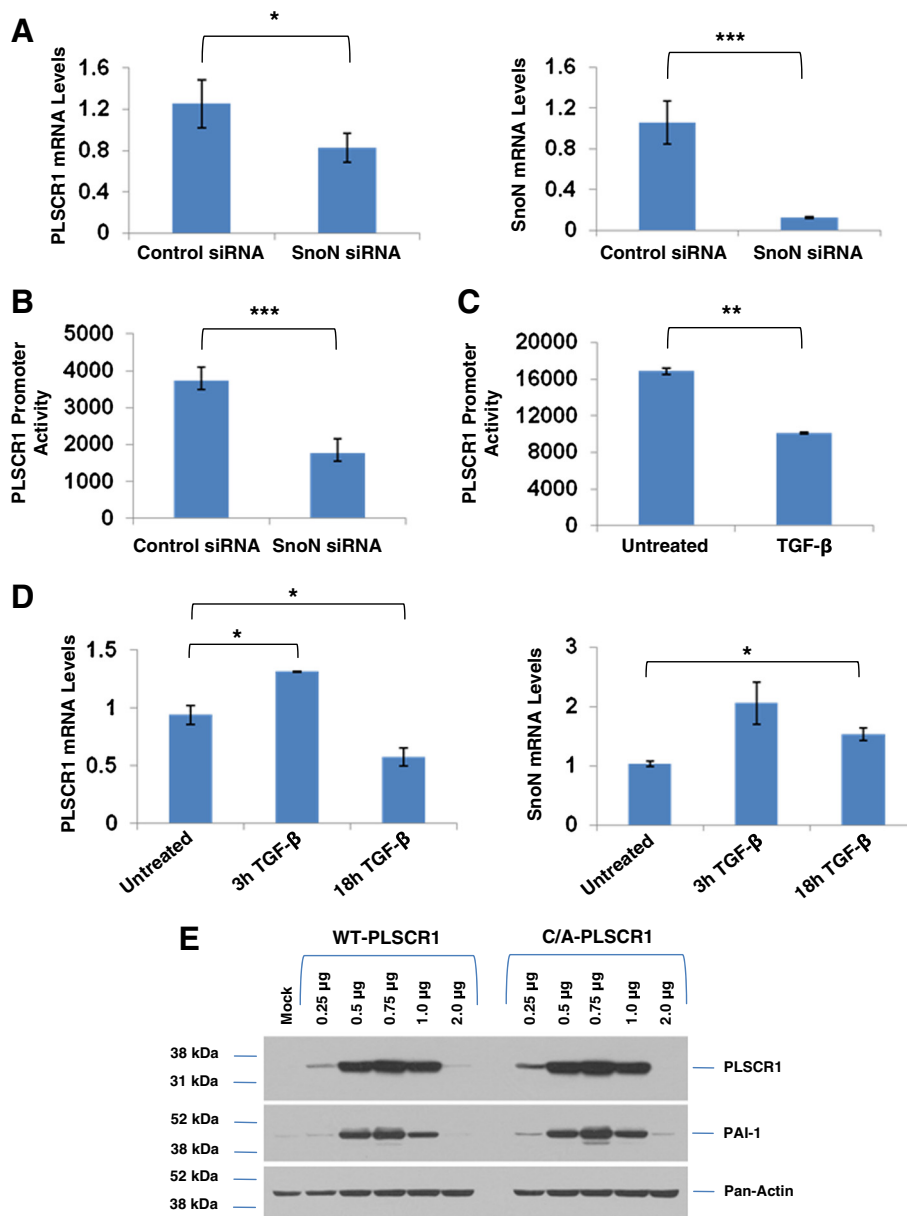 A
PLSCR1 mRNA Levels
1.6
1.2
0.8
0.4
0
*
Control siRNA SnoN siRNA
SnoN mRNA Levels
1.6
1.2
0.8
0.4
0
***
Control siRNA SnoN siRNA
B
PLSCR1 Promoter
Activity
5000
4000
3000
2000
1000
0
***
Control siRNA SnoN siRNA
C
PLSCR1 Promoter
Activity
20000
16000
12000
8000
4000
0
**
Untreated TGF-β
D
PLSCR1 mRNA Levels
1.5
1
0.5
0
*
*
Untreated
3h TGF-β
18h TGF-β
SnoN mRNA Levels
3
2
1
0
*
Untreated
3h TGF-β
18h TGF-β
E
WT-PLSCR1 C/A-PLSCR1
Mock 0.25 µg 0.5 µg 0.75 µg 1.0 µg 2.0 µg 0.25 µg 0.5 µg 0.75 µg 1.0 µg 2.0 µg
38 kDa
31 kDa
PLSCR1
52 kDa
38 kDa
PAI-1
52 kDa
38 kDa
Pan-Actin